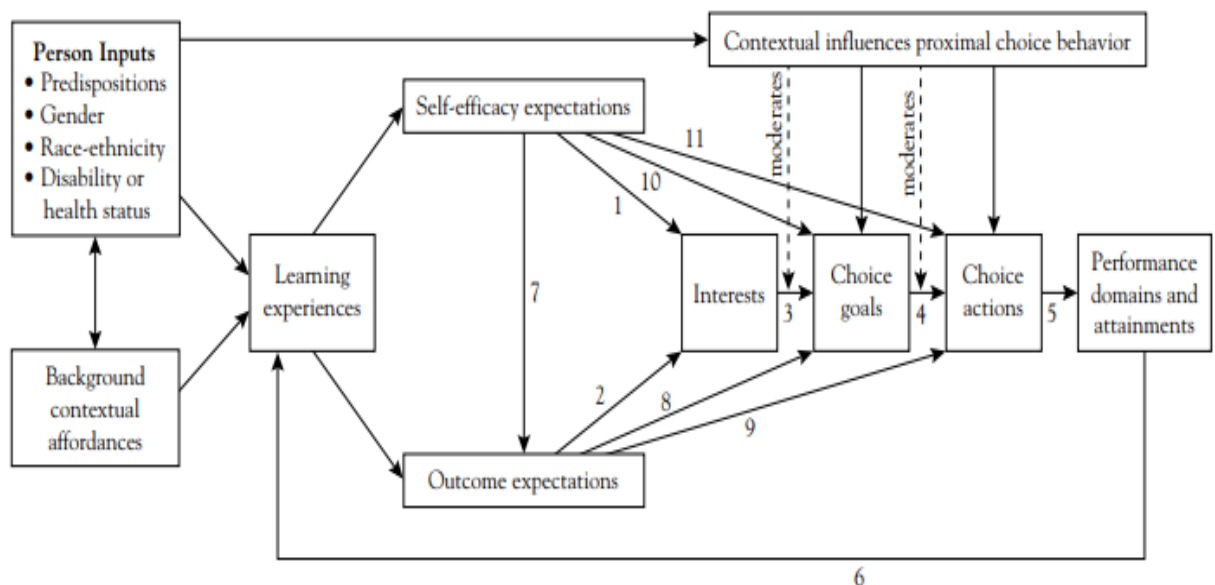 Person Inputs
• Predispositions
• Gender
• Race-ethnicity
• Disability or
health status
Contextual influences proximal choice behavior
Self-efficacy expectations
moderates
moderates
11
10
1
Learning
experiences
7
Interests
3
Choice
goals
4
Choice
actions
5
Performance
domains and
attainments
Background
contextual
affordances
2
8
9
Outcome expectations
6